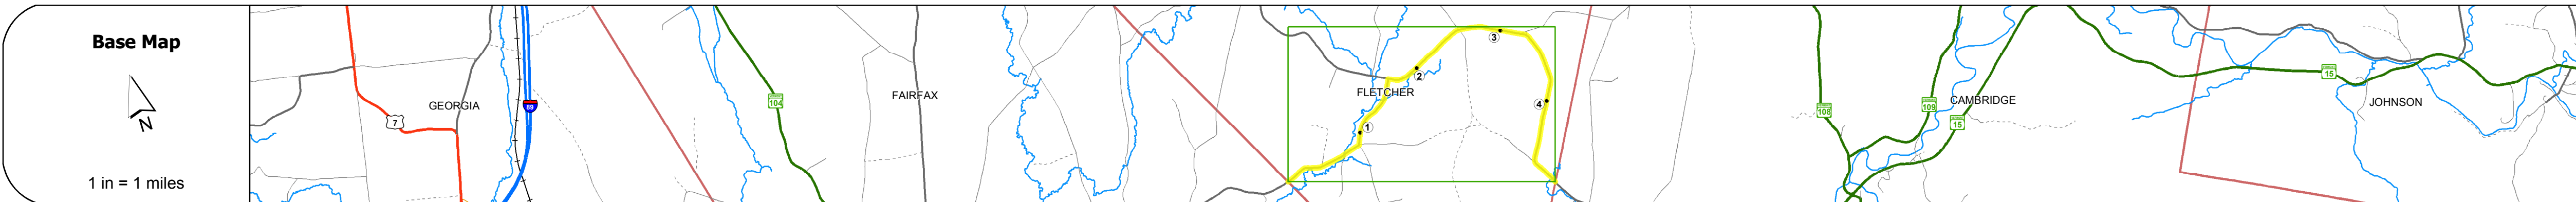 Base Map
N
1 in = 1 miles
7
GEORGIA
89
104
FAIRFAX
FLETCHER
1
2
3
4
108
109
CAMBRIDGE
15
15
JOHNSON